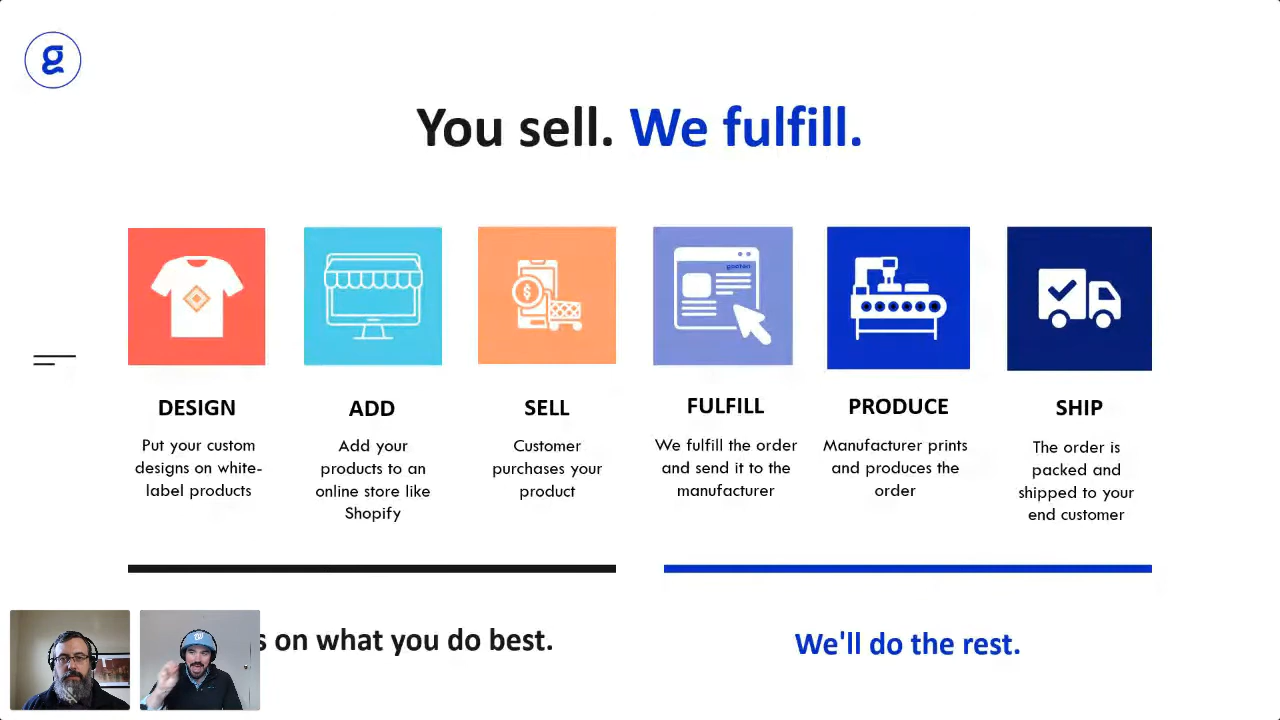 g
You sell. We fulfill.
gooten
DESIGN
Put your custom
designs on white-
label products
ADD
Add your
products to an
online store like
Shopify
SELL
Customer
purchases your
product
FULFILL
We fulfill the order
and send it to the
manufacturer
PRODUCE
Manufacturer prints
and produces the
order
SHIP
The order is
packed and
shipped to your
end customer
s on what you do best.
We'll do the rest.
W
$